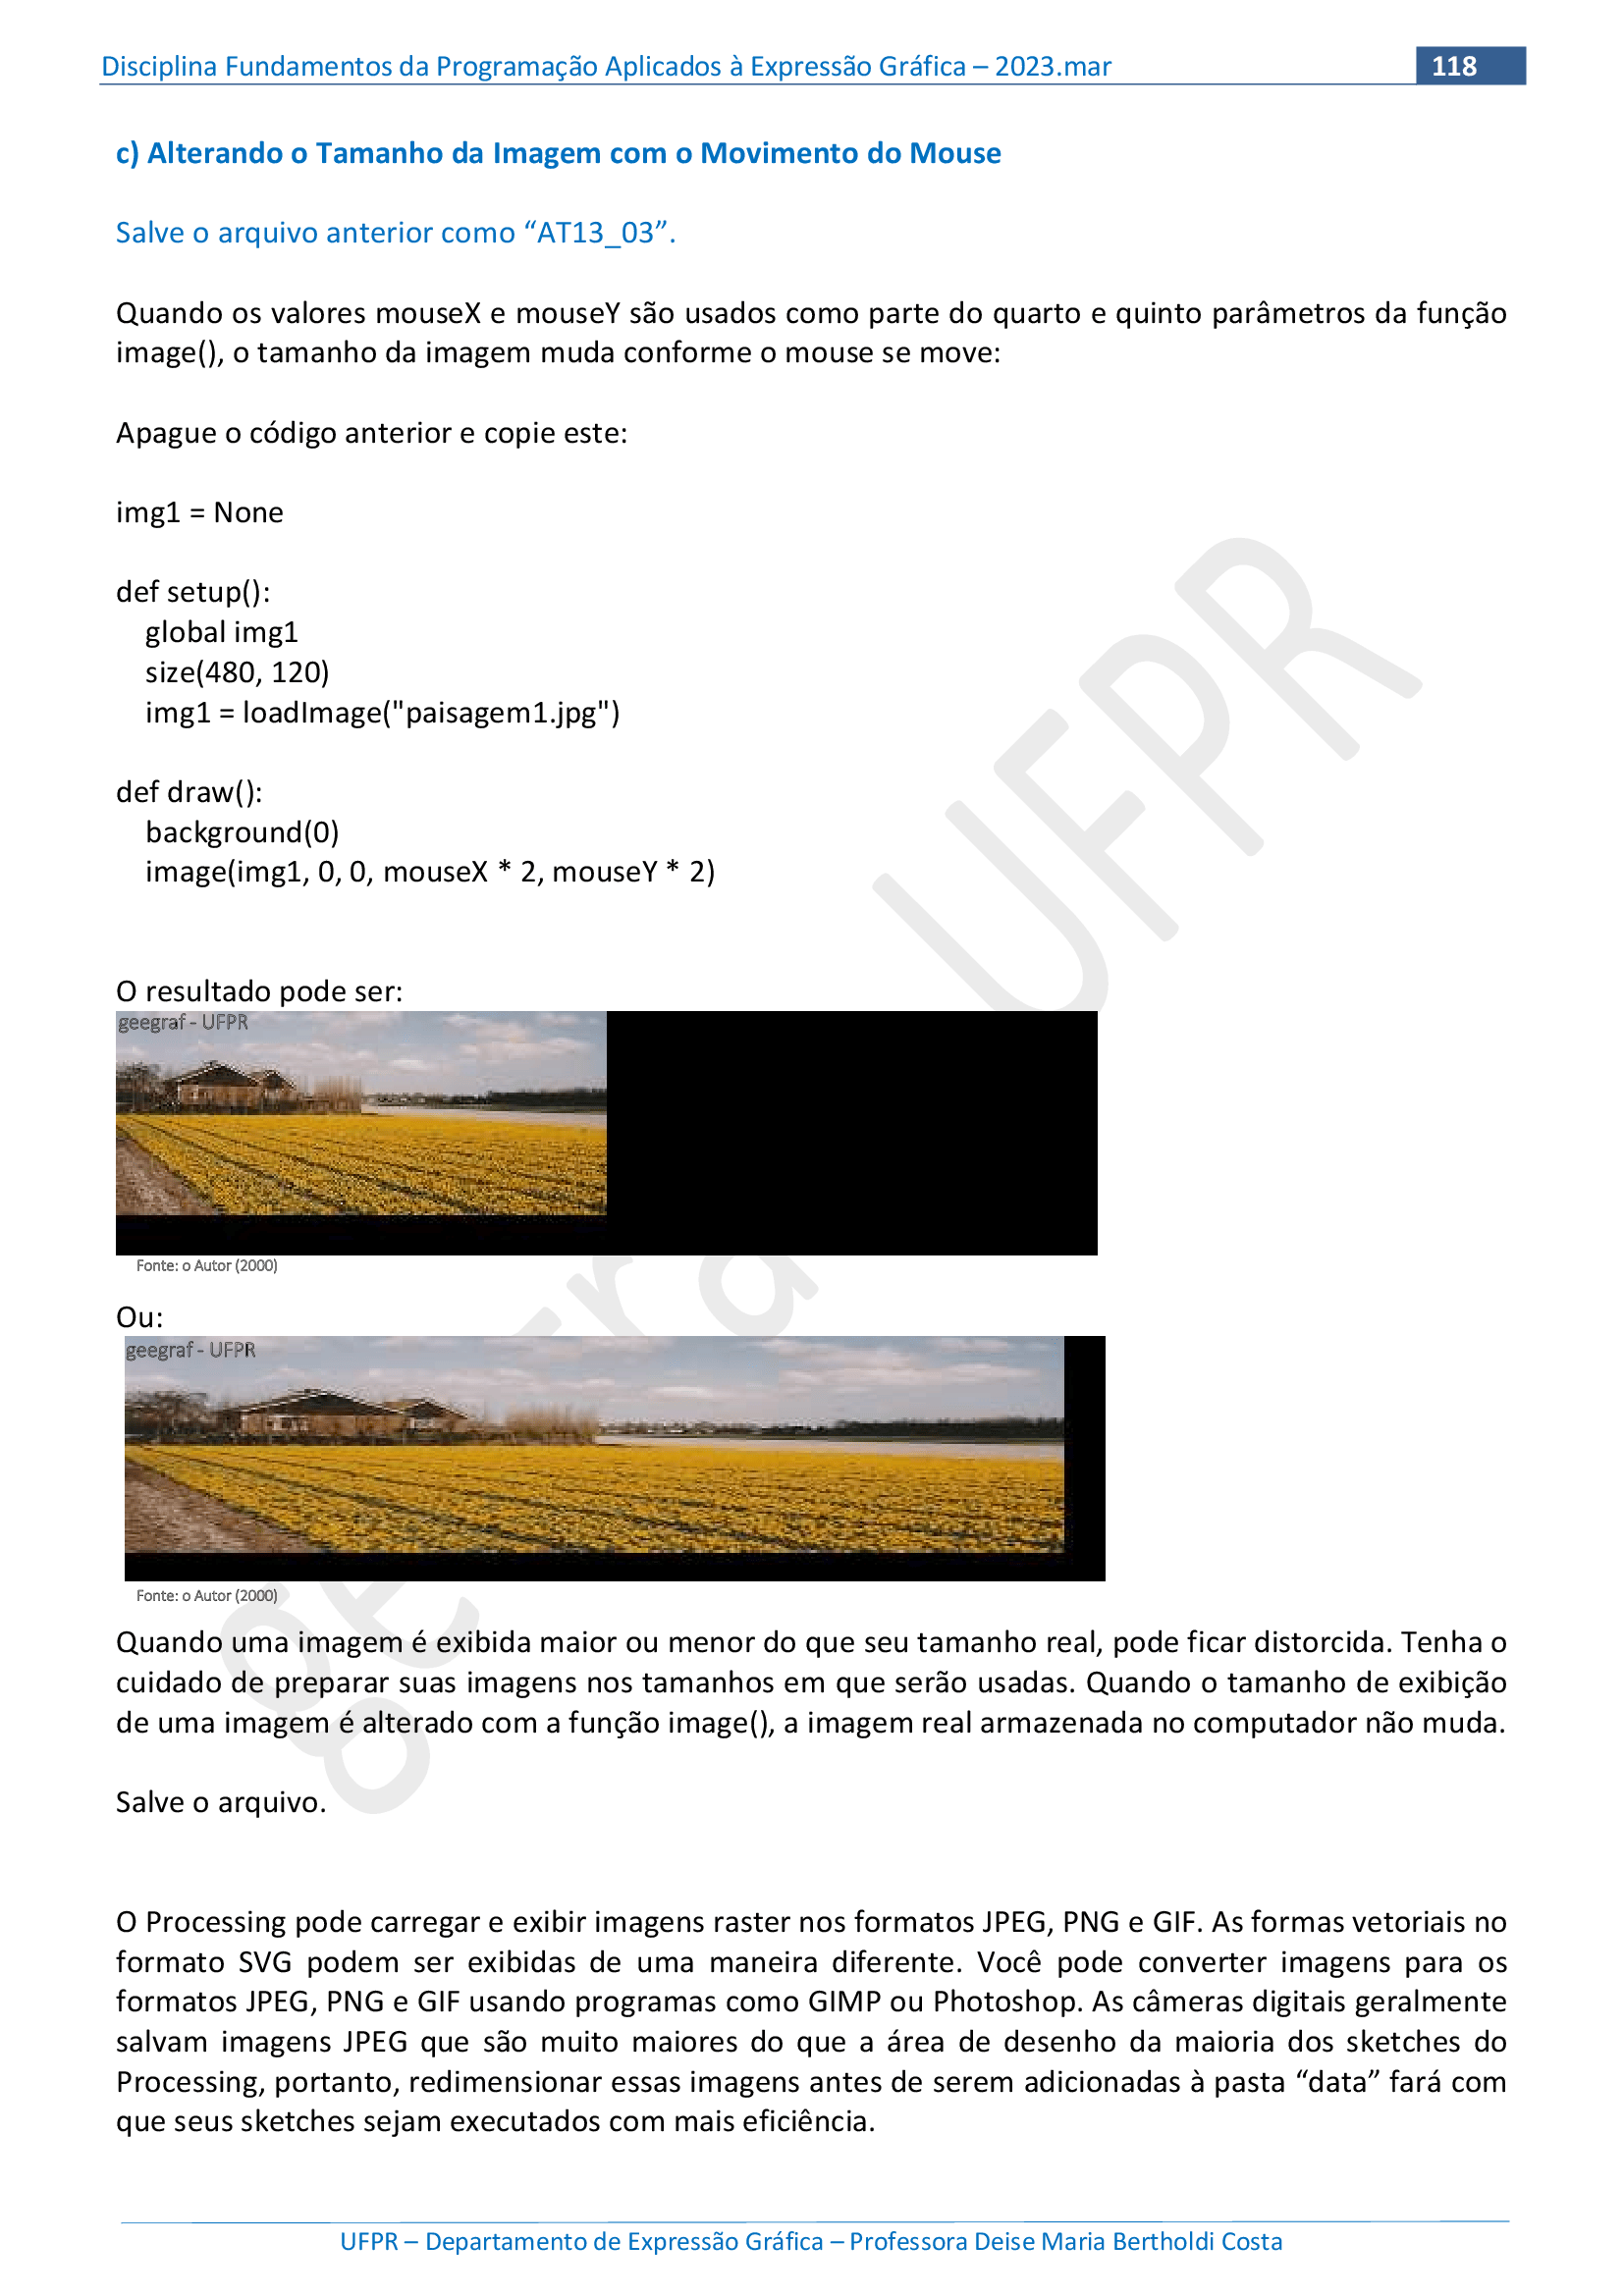 Disciplina Fundamentos da Programação Aplicados à Expressão Gráfica – 2023.mar 118
c) Alterando o Tamanho da Imagem com o Movimento do Mouse
Salve o arquivo anterior como “AT13_03”.
Quando os valores mouseX e mouseY são usados como parte do quarto e quinto parâmetros da função
image(), o tamanho da imagem muda conforme o mouse se move:
Apague o código anterior e copie este:
img1 = None
def setup():
    global img1
    size(480, 120)
    img1 = loadImage("paisagem1.jpg")
def draw():
    background(0)
    image(img1, 0, 0, mouseX * 2, mouseY * 2)
O resultado pode ser:
geegraf - UFPR
Fonte: o Autor (2000)
Ou:
geegraf - UFPR
Fonte: o Autor (2000)
Quando uma imagem é exibida maior ou menor do que seu tamanho real, pode ficar distorcida. Tenha o
cuidado de preparar suas imagens nos tamanhos em que serão usadas. Quando o tamanho de exibição
de uma imagem é alterado com a função image(), a imagem real armazenada no computador não muda.
Salve o arquivo.
O Processing pode carregar e exibir imagens raster nos formatos JPEG, PNG e GIF. As formas vetoriais no
formato SVG podem ser exibidas de uma maneira diferente. Você pode converter imagens para os
formatos JPEG, PNG e GIF usando programas como GIMP ou Photoshop. As câmeras digitais geralmente
salvam imagens JPEG que são muito maiores do que a área de desenho da maioria dos sketches do
Processing, portanto, redimensionar essas imagens antes de serem adicionadas à pasta “data” fará com
que seus sketches sejam executados com mais eficiência.
UFPR – Departamento de Expressão Gráfica – Professora Deise Maria Bertholdi Costa
UFPR